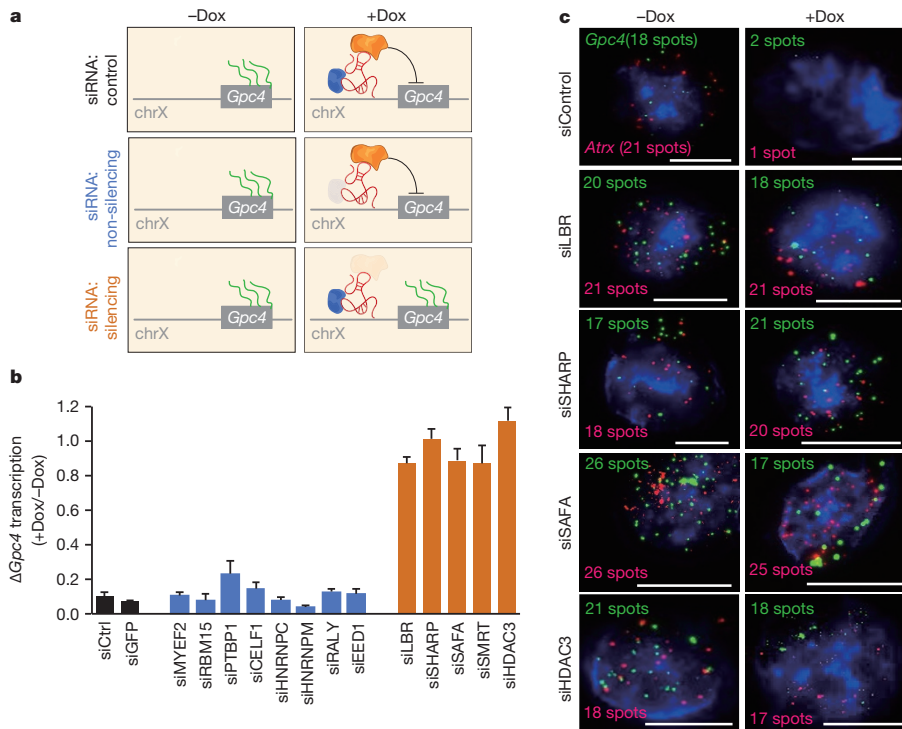 a
–Dox
+Dox
siRNA:
control
Gpc4
chrX
Gpc4
chrX
siRNA:
non-silencing
Gpc4
chrX
Gpc4
chrX
siRNA:
silencing
Gpc4
chrX
Gpc4
chrX
b
ΔGpc4 transcription
(+Dox/–Dox)
1.2
1.0
0.8
0.6
0.4
0.2
0.0
siCtrl
siGFP
siMYEF2
siRBM15
siPTBP1
siCELF1
siHNRNPC
siHNRNPM
siRALY
siEED1
siLBR
siSHARP
siSAFA
siSMRT
siHDAC3
c
–Dox
+Dox
siControl
Gpc4(18 spots)
Atrx (21 spots)
2 spots
1 spot
siLBR
20 spots
21 spots
18 spots
21 spots
siSHARP
17 spots
18 spots
21 spots
20 spots
siSAFA
26 spots
26 spots
17 spots
25 spots
siHDAC3
21 spots
18 spots
18 spots
17 spots